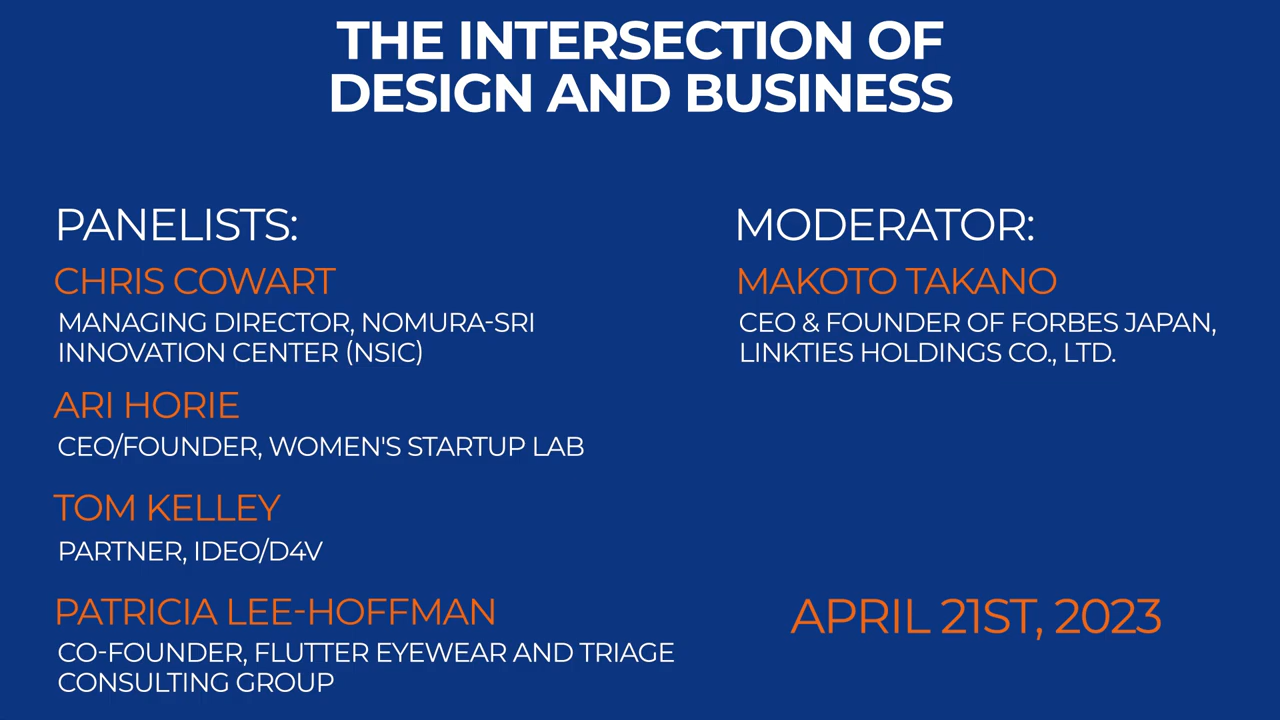 THE INTERSECTION OF
DESIGN AND BUSINESS
PANELISTS:
CHRIS COWART
MANAGING DIRECTOR, NOMURA-SRI
INNOVATION CENTER (NSIC)
ARI HORIE
CEO/FOUNDER, WOMEN'S STARTUP LAB
TOM KELLEY
PARTNER, IDEO/D4V
PATRICIA LEE-HOFFMAN
CO-FOUNDER, FLUTTER EYEWEAR AND TRIAGE
CONSULTING GROUP
MODERATOR:
MAKOTO TAKANO
CEO & FOUNDER OF FORBES JAPAN,
LINKTIES HOLDINGS CO., LTD.
APRIL 21ST, 2023